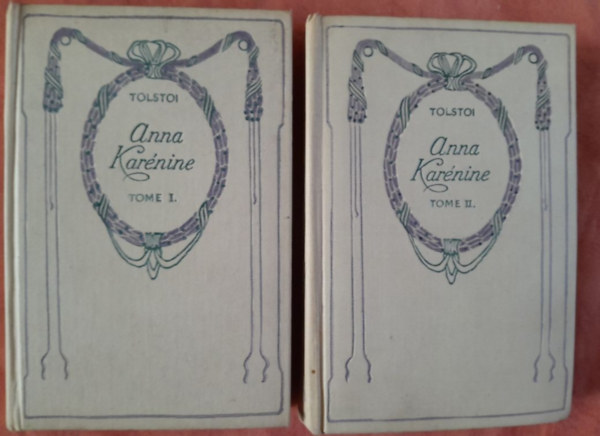 TOLSTOI
Anna
Karénine
TOME I.
TOLSTOI
Anna
Karénine
TOME II.